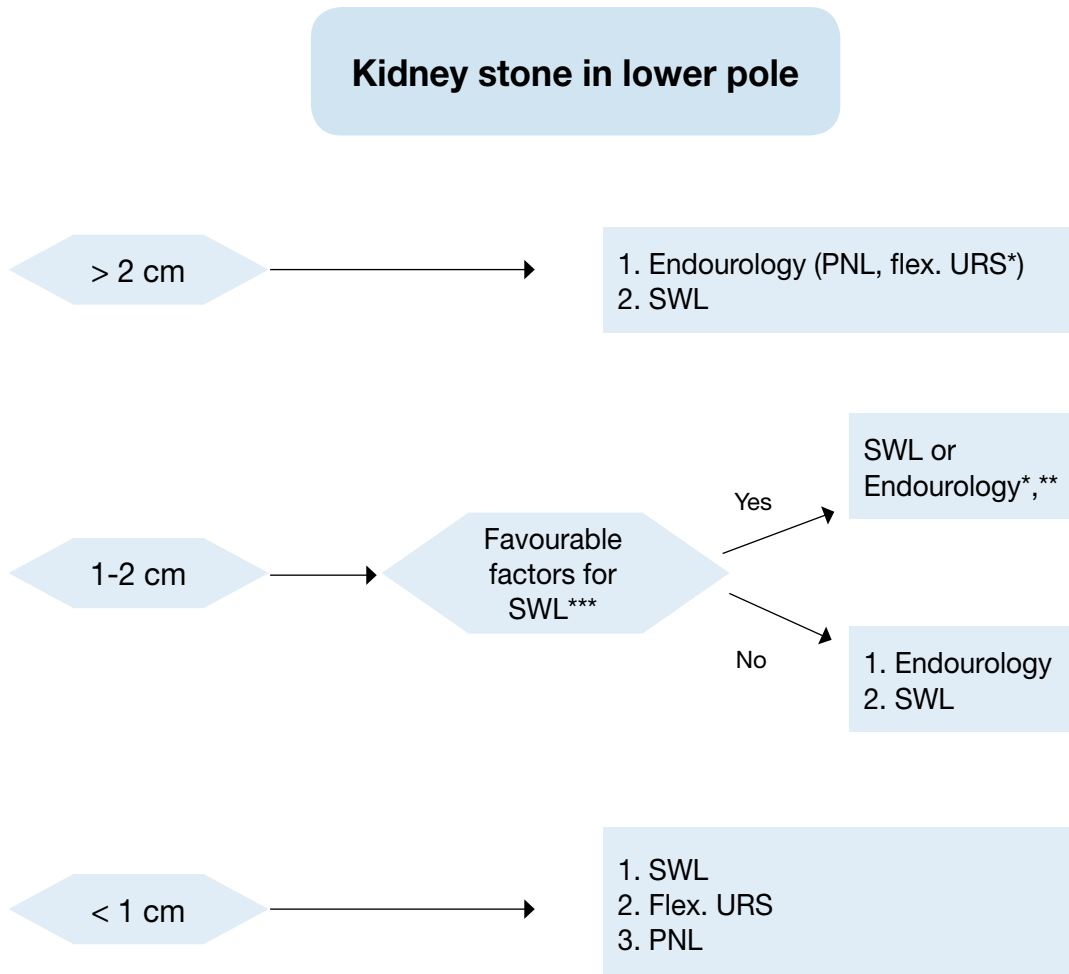 Kidney stone in lower pole
> 2 cm
1. Endourology (PNL, flex. URS*)
2. SWL
1-2 cm
Favourable
factors for
SWL***
Yes
SWL or
Endourology*,**
No
1. Endourology
2. SWL
< 1 cm
1. SWL
2. Flex. URS
3. PNL